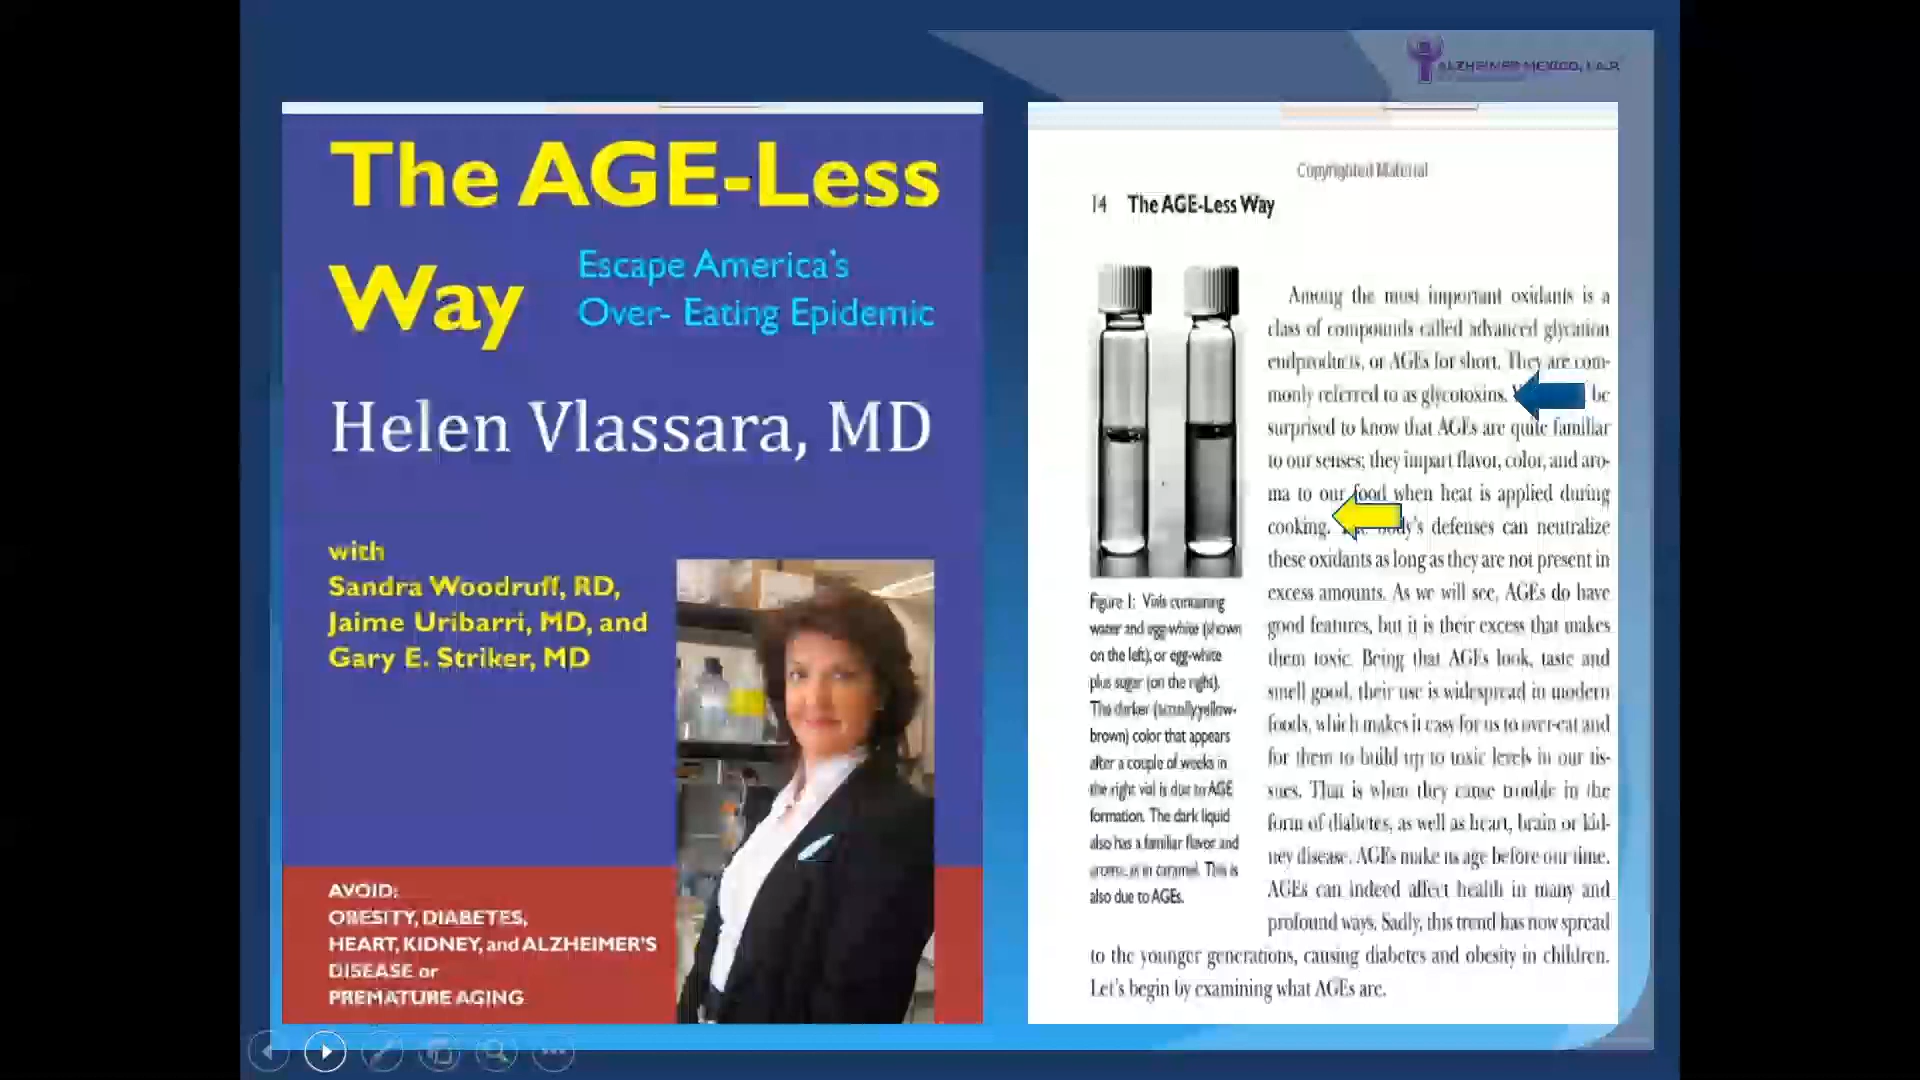 ALZHEIMER MEXICO, I.A.P.
The AGE-Less
Way
Escape America's
Over- Eating Epidemic
Helen Vlassara, MD
with
Sandra Woodruff, RD,
Jaime Uribarri, MD, and
Gary E. Striker, MD
AVOID:
OBESITY, DIABETES,
HEART, KIDNEY, and ALZHEIMER'S
DISEASE or
PREMATURE AGING
Copyrighted Material
14 The AGE-Less Way
Among the most important oxidants is a
class of compounds called advanced glycation
endproducts, or AGEs for short. They are com-
monly referred to as glycotoxins. be
surprised to know that AGEs are quite familiar
to our senses; they impart flavor, color, and aro-
ma to our food when heat is applied during
cooking. body's defenses can neutralize
these oxidants as long as they are not present in
excess amounts. As we will see, AGEs do have
good features, but it is their excess that makes
them toxic. Being that AGEs look, taste and
smell good, their use is widespread in modern
foods, which makes it easy for us to over-eat and
for them to build up to toxic levels in our tis-
sues. That is when they cause trouble in the
form of diabetes, as well as heart, brain or kid-
ney disease. AGEs make us age before our time.
AGEs can indeed affect health in many and
profound ways. Sadly, this trend has now spread
to the younger generations, causing diabetes and obesity in children.
Let's begin by examining what AGEs are.
Figure 1: Vials containing
water and egg-white (shown
on the left), or egg-white
plus sugar (on the right).
The darker (usually yellow-
brown) color that appears
after a couple of weeks in
the right vial is due to AGE
formation. The dark liquid
also has a familiar flavor and
aroma, as in caramel. This is
also due to AGEs.